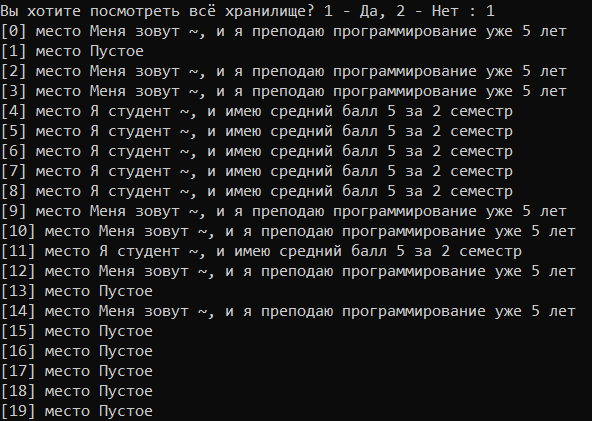 Вы хотите посмотреть всё хранилище? 1 - Да, 2 - Нет : 1
[0] место Меня зовут ~, и я преподаю программирование уже 5 лет
[1] место Пустое
[2] место Меня зовут ~, и я преподаю программирование уже 5 лет
[3] место Меня зовут ~, и я преподаю программирование уже 5 лет
[4] место Я студент ~, и имею средний балл 5 за 2 семестр
[5] место Я студент ~, и имею средний балл 5 за 2 семестр
[6] место Я студент ~, и имею средний балл 5 за 2 семестр
[7] место Я студент ~, и имею средний балл 5 за 2 семестр
[8] место Я студент ~, и имею средний балл 5 за 2 семестр
[9] место Меня зовут ~, и я преподаю программирование уже 5 лет
[10] место Меня зовут ~, и я преподаю программирование уже 5 лет
[11] место Я студент ~, и имею средний балл 5 за 2 семестр
[12] место Меня зовут ~, и я преподаю программирование уже 5 лет
[13] место Пустое
[14] место Меня зовут ~, и я преподаю программирование уже 5 лет
[15] место Пустое
[16] место Пустое
[17] место Пустое
[18] место Пустое
[19] место Пустое